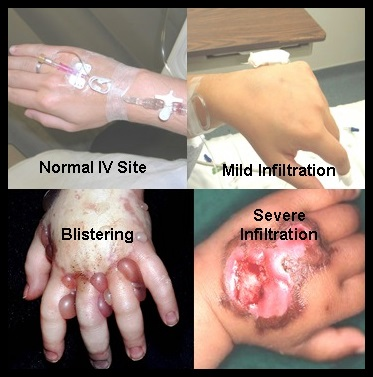 Normal IV Site
Mild Infiltration
Blistering
Severe
Infiltration